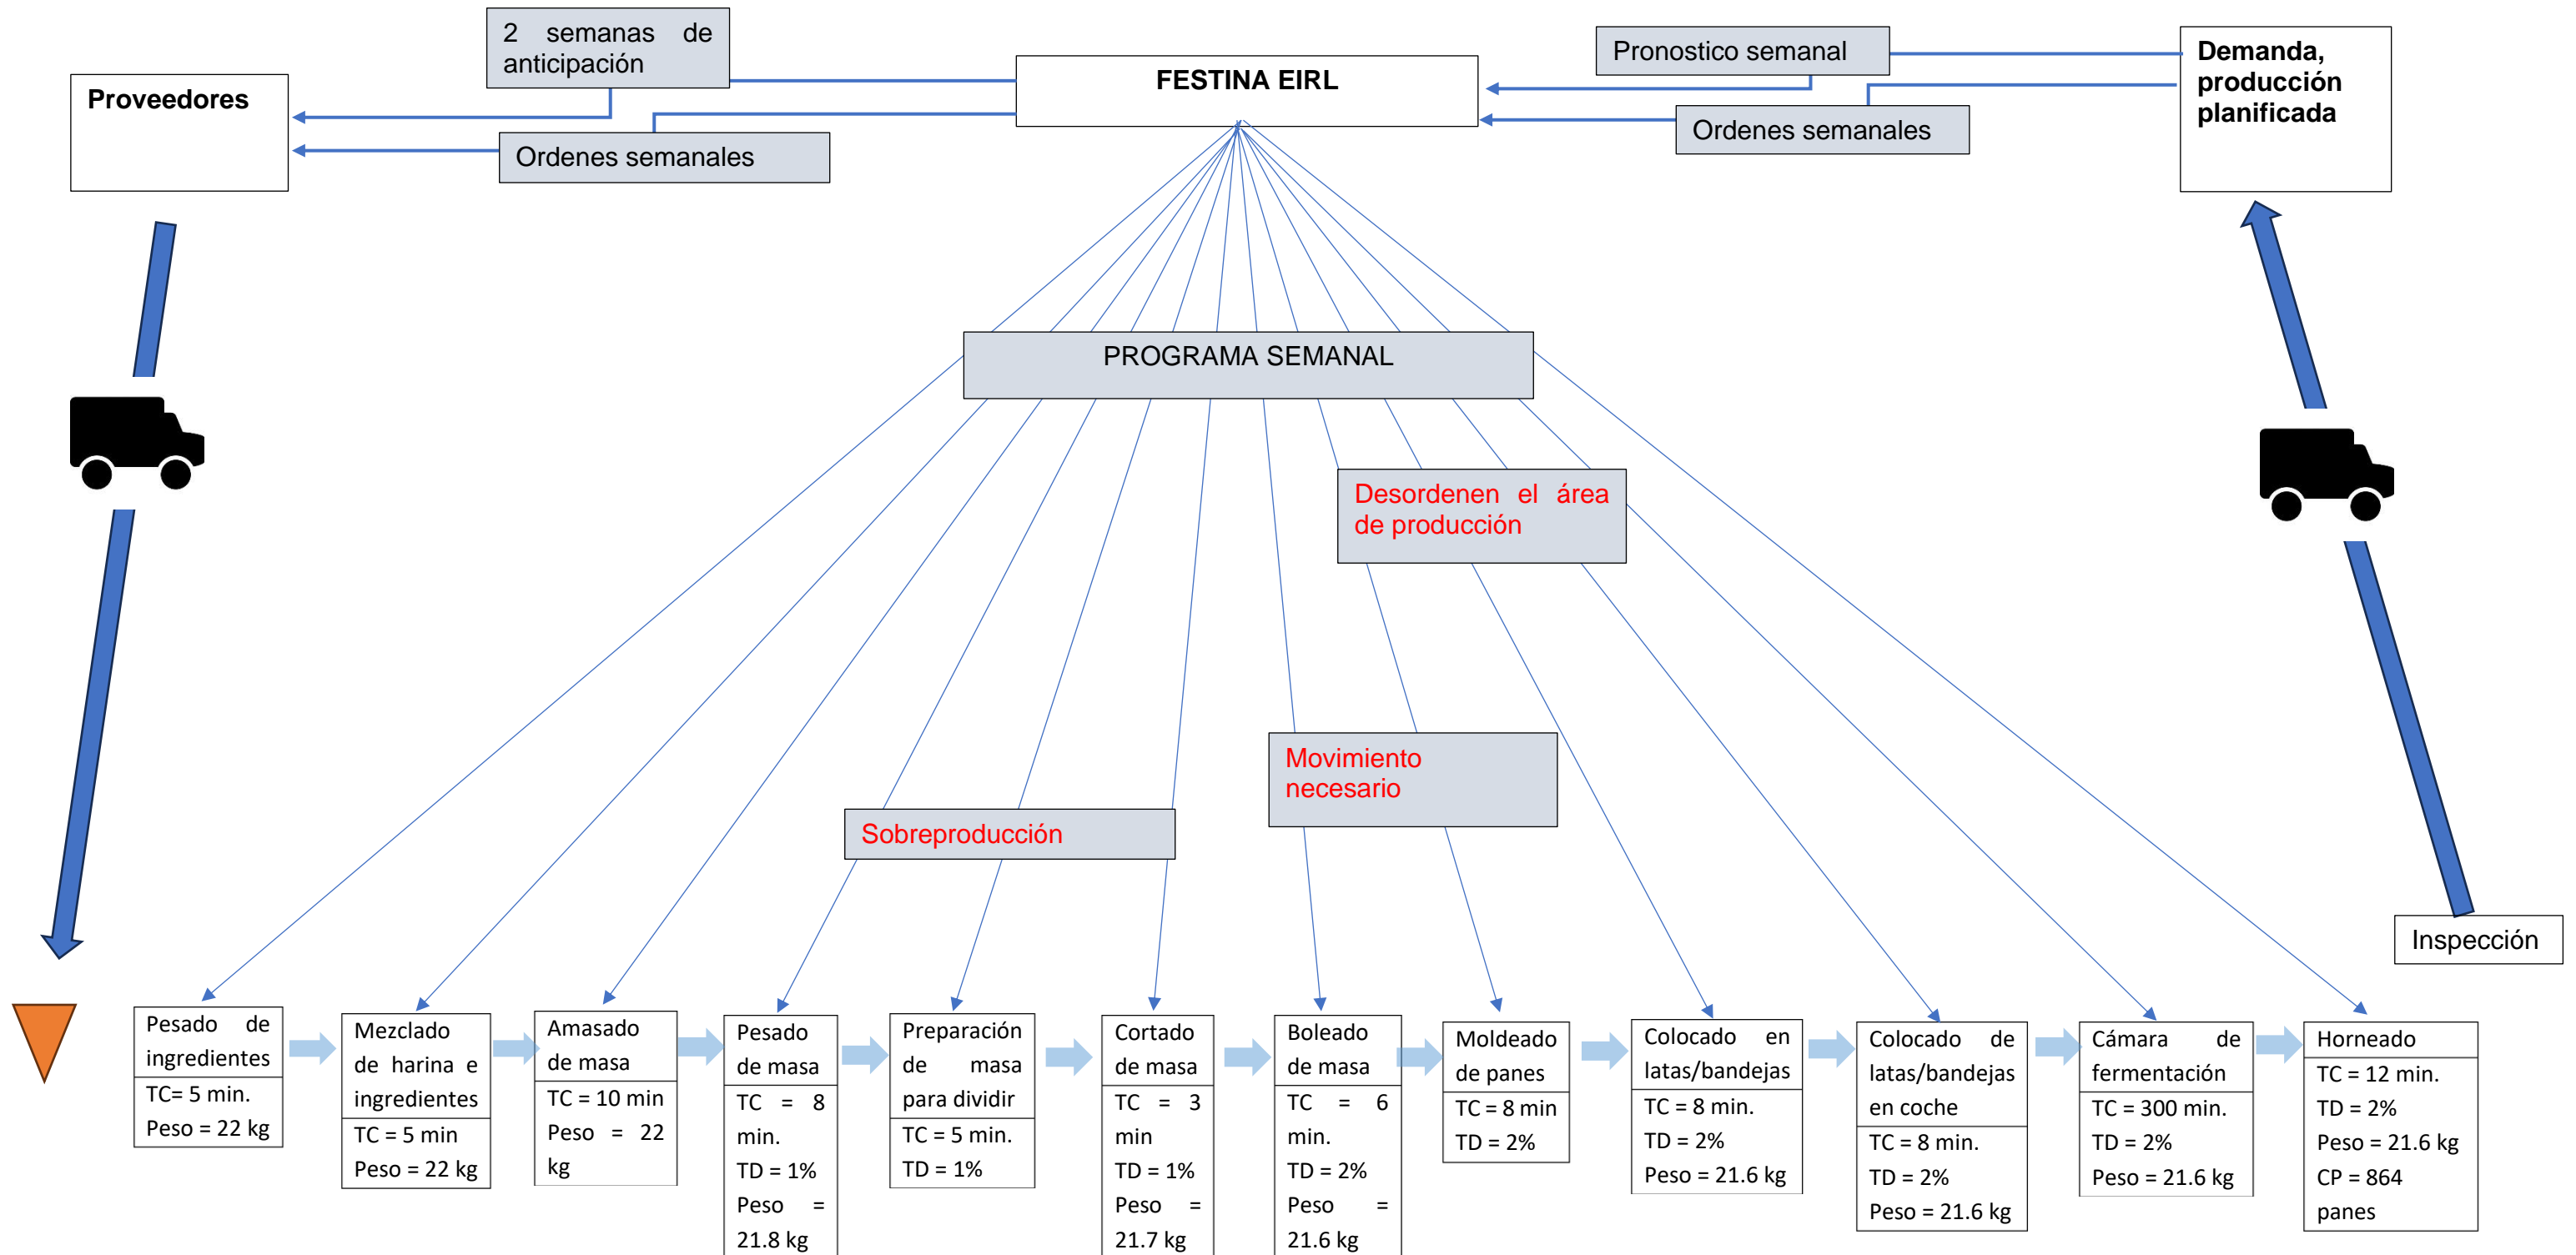 2 semanas de
anticipación
Proveedores
Ordenes semanales
FESTINA EIRL
Pronostico semanal
Ordenes semanales
Demanda,
producción
planificada
PROGRAMA SEMANAL
Desordenen el área
de producción
Movimiento
necesario
Sobreproducción
Inspección
Pesado de
ingredientes
TC= 5 min.
Peso = 22 kg
Mezclado
de harina e
ingredientes
TC = 5 min
Peso = 22 kg
Amasado
de masa
TC = 10 min
Peso = 22
kg
Pesado
de masa
TC = 8
min.
TD = 1%
Peso =
21.8 kg
Preparación
de masa
para dividir
TC = 5 min.
TD = 1%
Cortado
de masa
TC = 3
min
TD = 1%
Peso =
21.7 kg
Boleado
de masa
TC = 6
min.
TD = 2%
Peso =
21.6 kg
Moldeado
de panes
TC = 8 min
TD = 2%
Colocado en
latas/bandejas
TC = 8 min.
TD = 2%
Peso = 21.6 kg
Colocado de
latas/bandejas
en coche
TC = 8 min.
TD = 2%
Peso = 21.6 kg
Cámara de
fermentación
TC = 300 min.
TD = 2%
Peso = 21.6 kg
Horneado
TC = 12 min.
TD = 2%
Peso = 21.6 kg
CP = 864
panes